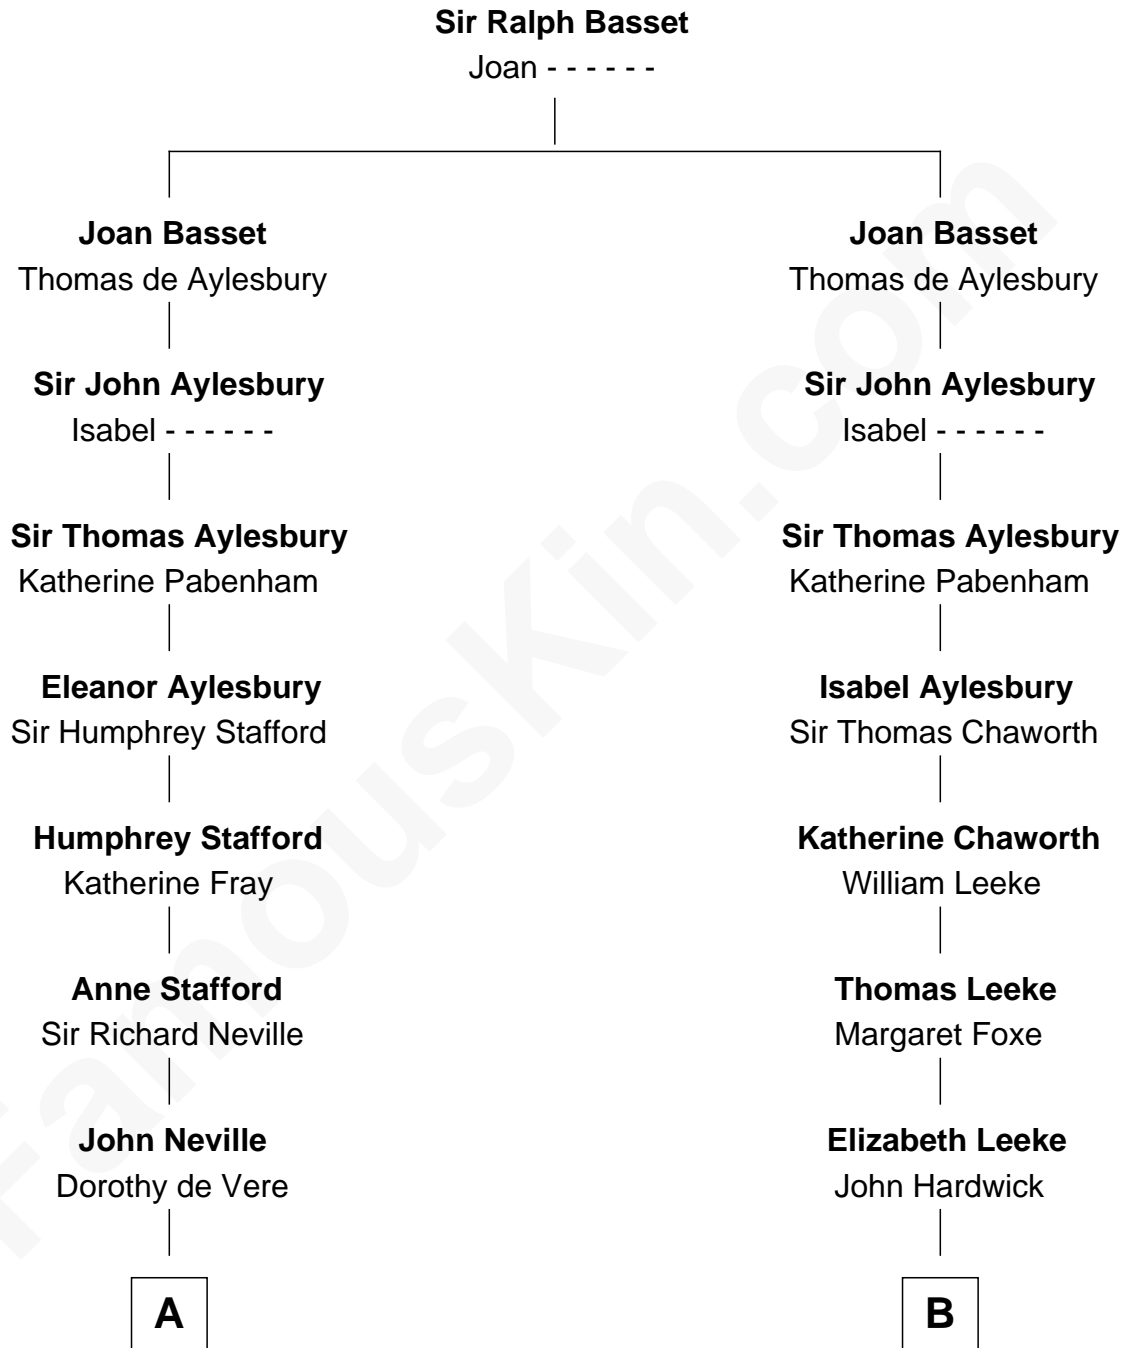 Sir Ralph Basset
Joan - - - - - -
Joan Basset
Thomas de Aylesbury
Sir John Aylesbury
Isabel - - - - - -
Sir Thomas Aylesbury
Katherine Pabenham
Eleanor Aylesbury
Sir Humphrey Stafford
Humphrey Stafford
Katherine Fray
Anne Stafford
Sir Richard Neville
John Neville
Dorothy de Vere
A
Joan Basset
Thomas de Aylesbury
Sir John Aylesbury
Isabel - - - - - -
Sir Thomas Aylesbury
Katherine Pabenham
Isabel Aylesbury
Sir Thomas Chaworth
Katherine Chaworth
William Leeke
Thomas Leeke
Margaret Foxe
Elizabeth Leeke
John Hardwick
B
FamousKin.com